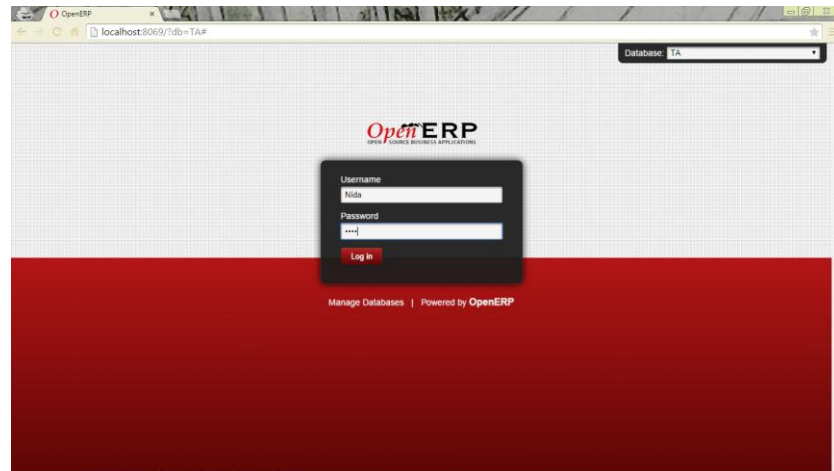 OpenERP
localhost:8069/?db=TA#
Database: TA
OpenERP
OPEN SOURCE BUSINESS APPLICATIONS
Username
Nida
Password
••••
Log in
Manage Databases | Powered by OpenERP